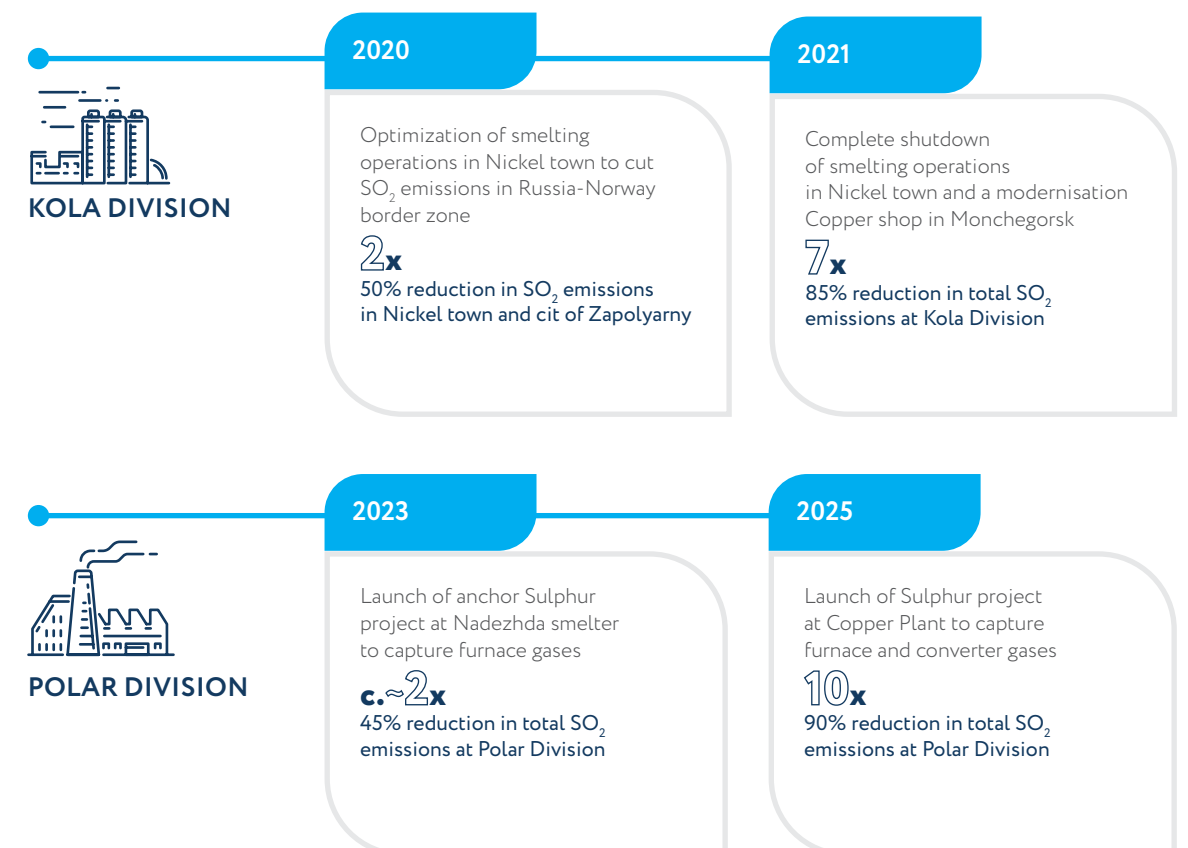 2020
2021
KOLA DIVISION
Optimization of smelting
operations in Nickel town to cut
SO₂ emissions in Russia-Norway
border zone
2x
50% reduction in SO₂ emissions
in Nickel town and cit of Zapolyarny
Complete shutdown
of smelting operations
in Nickel town and a modernisation
Copper shop in Monchegorsk
7x
85% reduction in total SO₂
emissions at Kola Division
2023
2025
POLAR DIVISION
Launch of anchor Sulphur
project at Nadezhda smelter
to capture furnace gases
c.≈2x
45% reduction in total SO₂
emissions at Polar Division
Launch of Sulphur project
at Copper Plant to capture
furnace and converter gases
10x
90% reduction in total SO₂
emissions at Polar Division